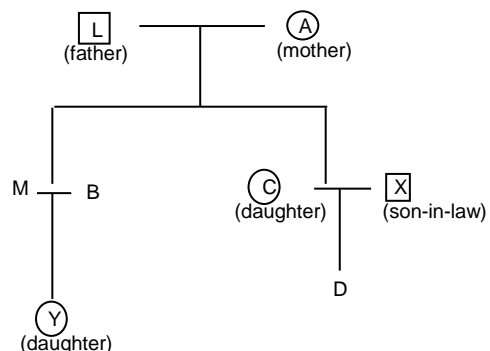 L A
(father) (mother)
M B C X
(daughter) (son-in-law)
D
Y
(daughter)